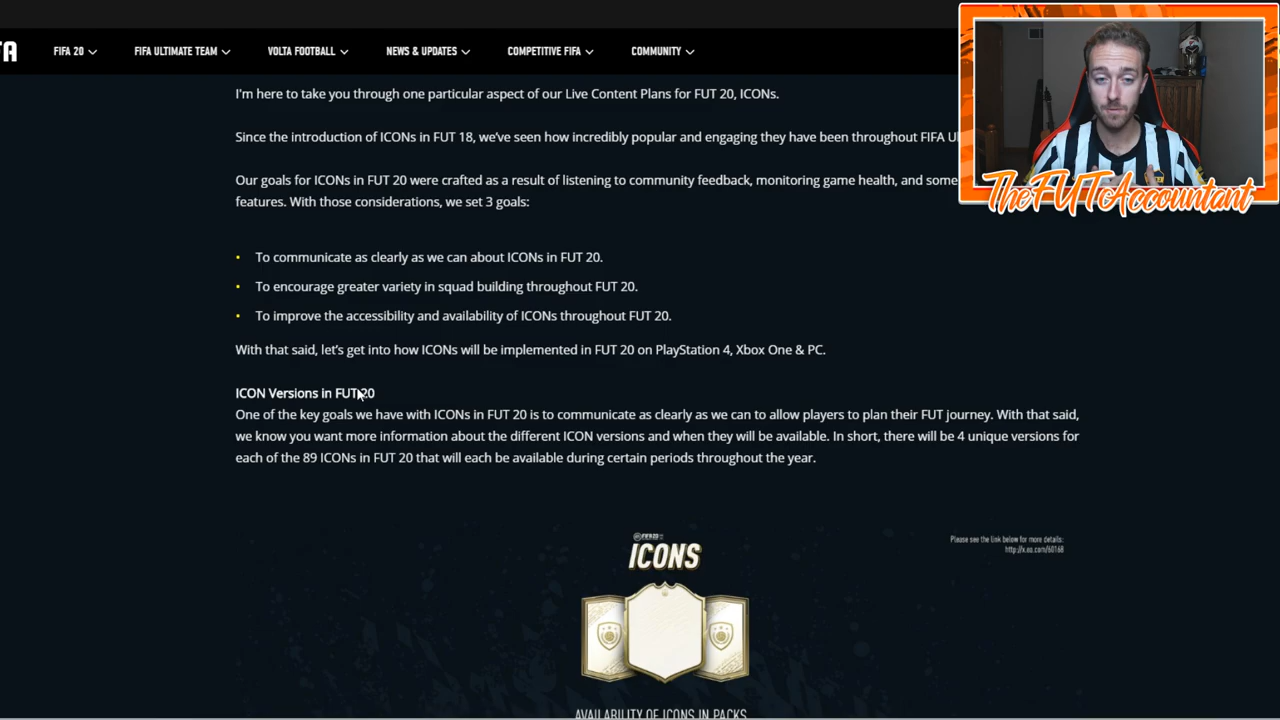 TA
FIFA 20
FIFA ULTIMATE TEAM
VOLTA FOOTBALL
NEWS & UPDATES
COMPETITIVE FIFA
COMMUNITY
I'm here to take you through one particular aspect of our Live Content Plans for FUT 20, ICONs.
Since the introduction of ICONs in FUT 18, we've seen how incredibly popular and engaging they have been throughout FIFA
Our goals for ICONs in FUT 20 were crafted as a result of listening to community feedback, monitoring game health, and some
features. With those considerations, we set 3 goals:
TheFUTAccountant
• To communicate as clearly as we can about ICONs in FUT 20.
• To encourage greater variety in squad building throughout FUT 20.
• To improve the accessibility and availability of ICONs throughout FUT 20.
With that said, let's get into how ICONs will be implemented in FUT 20 on PlayStation 4, Xbox One & PC.
ICON Versions in FUT 20
One of the key goals we have with ICONs in FUT 20 is to communicate as clearly as we can to allow players to plan their FUT journey. With that said,
we know you want more information about the different ICON versions and when they will be available. In short, there will be 4 unique versions for
each of the 89 ICONs in FUT 20 that will each be available during certain periods throughout the year.
Please see the link below for more details:
http://x.ea.com/60168
FIFA 20
ICONS
AVAILABILITY OF ICONS IN PACKS